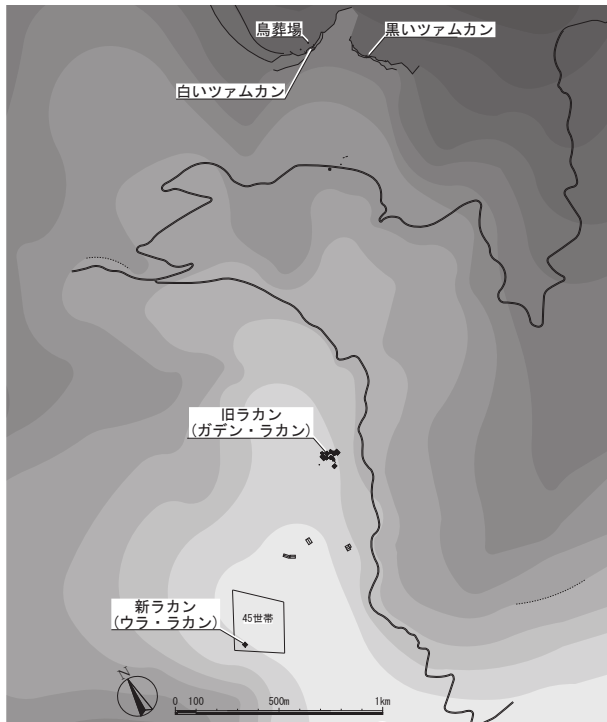 鳥葬場
黒いツァムカン
白いツァムカン
旧ラカン
(ガデン・ラカン)
新ラカン
(ウラ・ラカン)
45世帯
N
0 100 500m 1km